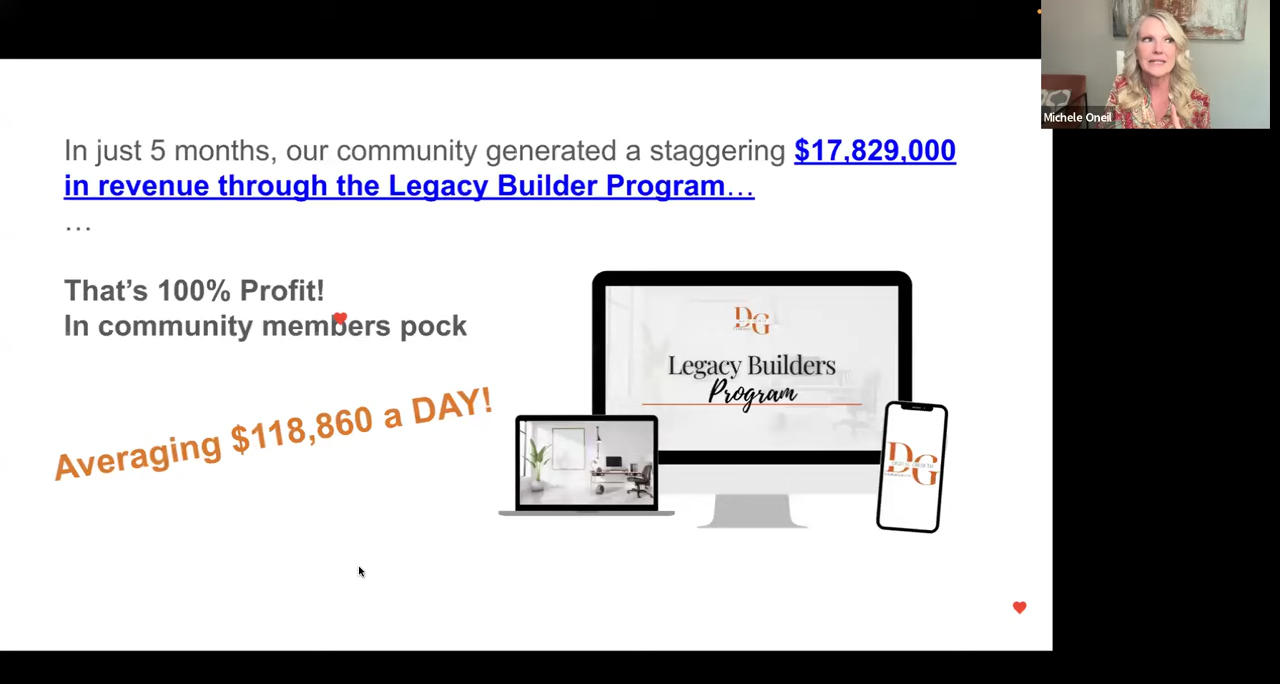 Michele Oneil
In just 5 months, our community generated a staggering $17,829,000
in revenue through the Legacy Builder Program…
…
That’s 100% Profit!
In community members pock
Averaging $118,860 a DAY!
DG
Legacy Builders
Program
DG